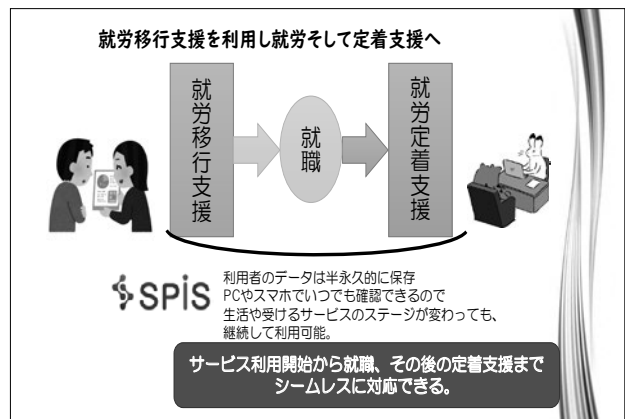 就労移行支援を利用し就労そして定着支援へ
就労移行支援
就職
就労定着支援
SPiS
利用者のデータは半永久的に保存
PCやスマホでいつでも確認できるので
生活や受けるサービスのステージが変わっても、
継続して利用可能。
サービス利用開始から就職、その後の定着支援まで
シームレスに対応できる。